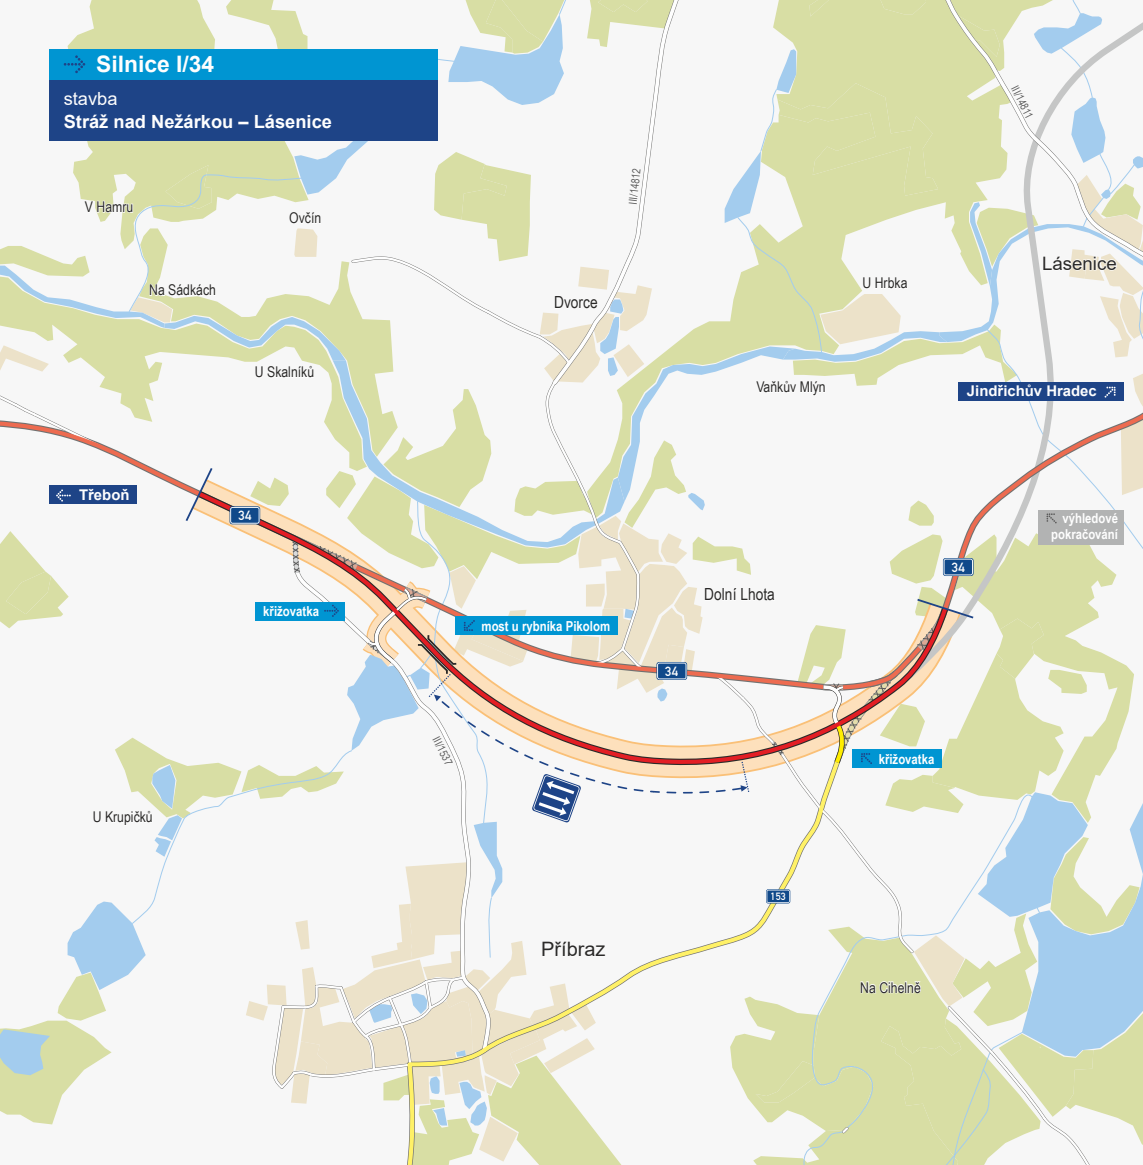 Silnice I/34
stavba
Stráž nad Nežárkou – Lásenice
III/14811
III/14812
V Hamru
Ovčín
Lásenice
Na Sádkách
U Hrbka
Dvorce
U Skalníků
Vaňkův Mlýn
Jindřichův Hradec
Třeboň
34
výhledové
pokračování
34
Dolní Lhota
křižovatka
most u rybníka Pikolom
34
III/1537
křižovatka
U Krupičků
153
Příbraz
Na Cihelně